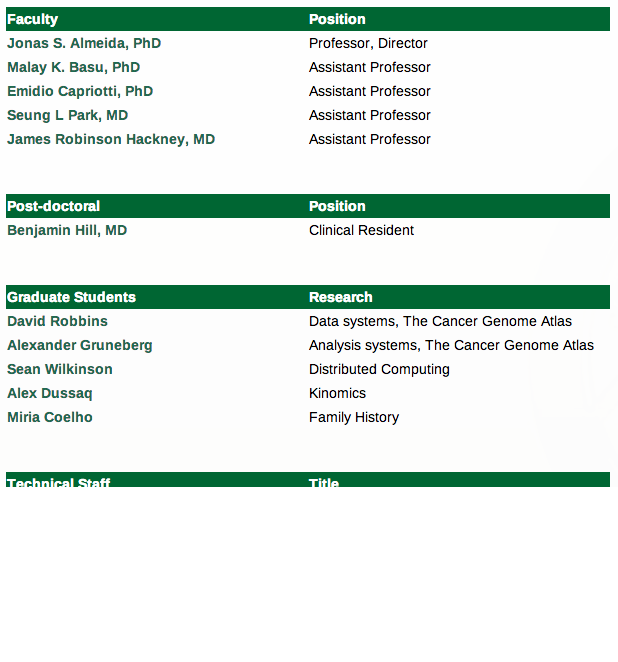 Faculty Position
Jonas S. Almeida, PhD Professor, Director
Malay K. Basu, PhD Assistant Professor
Emidio Capriotti, PhD Assistant Professor
Seung L Park, MD Assistant Professor
James Robinson Hackney, MD Assistant Professor
Post-doctoral Position
Benjamin Hill, MD Clinical Resident
Graduate Students Research
David Robbins Data systems, The Cancer Genome Atlas
Alexander Gruneberg Analysis systems, The Cancer Genome Atlas
Sean Wilkinson Distributed Computing
Alex Dussaq Kinomics
Miria Coelho Family History
Technical Staff Title